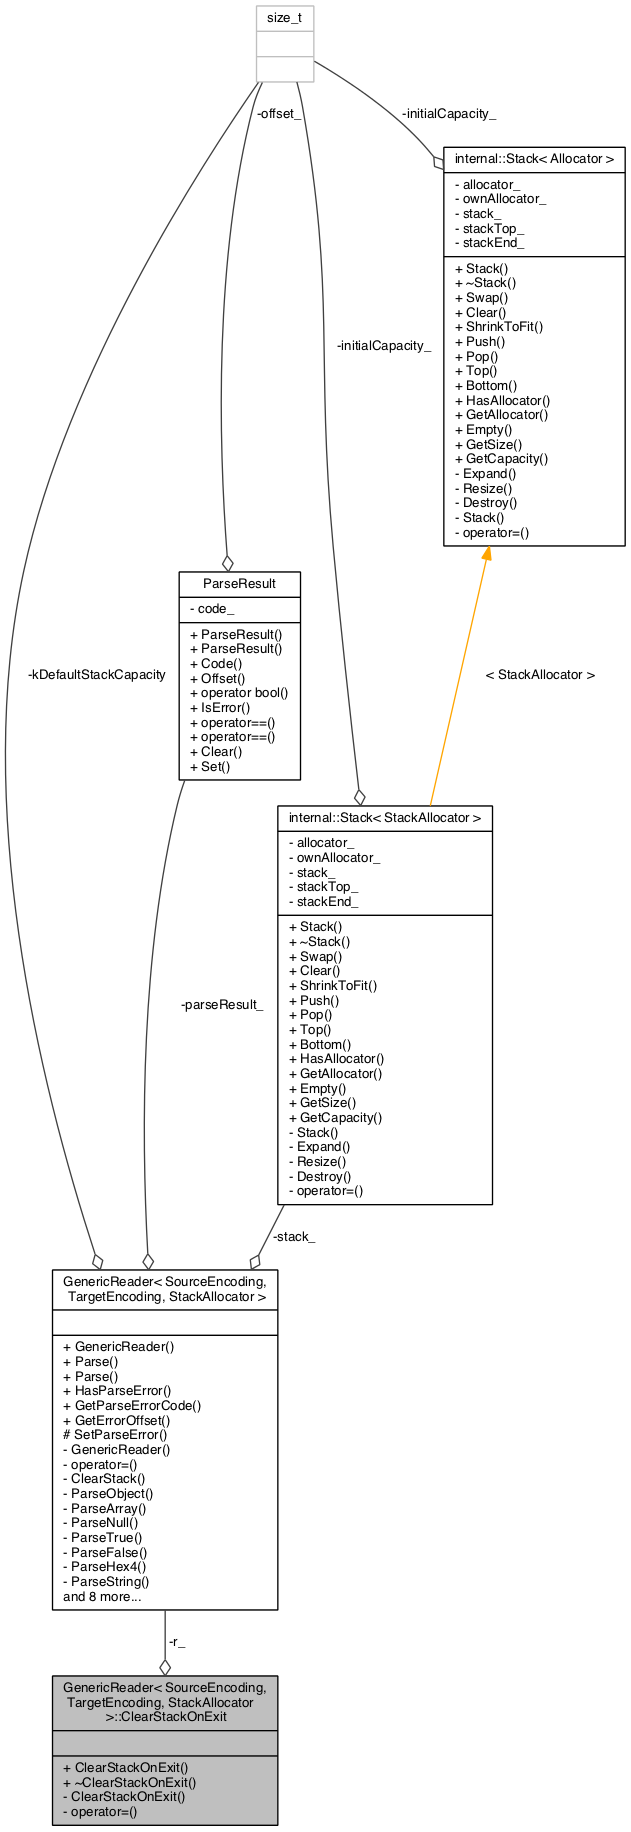 size_t
-offset_
-initialCapacity_
internal::Stack< Allocator >
- allocator_
- ownAllocator_
- stack_
- stackTop_
- stackEnd_
+ Stack()
+ ~Stack()
+ Swap()
+ Clear()
+ ShrinkToFit()
+ Push()
+ Pop()
+ Top()
+ Bottom()
+ HasAllocator()
+ GetAllocator()
+ Empty()
+ GetSize()
+ GetCapacity()
- Expand()
- Resize()
- Destroy()
- Stack()
- operator=()
-initialCapacity_
ParseResult
- code_
+ ParseResult()
+ ParseResult()
+ Code()
+ Offset()
+ operator bool()
+ IsError()
+ operator==()
+ operator==()
+ Clear()
+ Set()
-kDefaultStackCapacity
< StackAllocator >
internal::Stack< StackAllocator >
- allocator_
- ownAllocator_
- stack_
- stackTop_
- stackEnd_
+ Stack()
+ ~Stack()
+ Swap()
+ Clear()
+ ShrinkToFit()
+ Push()
+ Pop()
+ Top()
+ Bottom()
+ HasAllocator()
+ GetAllocator()
+ Empty()
+ GetSize()
+ GetCapacity()
- Stack()
- Expand()
- Resize()
- Destroy()
- operator=()
-parseResult_
-stack_
GenericReader< SourceEncoding,
TargetEncoding, StackAllocator >
+ GenericReader()
+ Parse()
+ Parse()
+ HasParseError()
+ GetParseErrorCode()
+ GetErrorOffset()
# SetParseError()
- GenericReader()
- operator=()
- ClearStack()
- ParseObject()
- ParseArray()
- ParseNull()
- ParseTrue()
- ParseFalse()
- ParseHex4()
- ParseString()
and 8 more...
-r_
GenericReader< SourceEncoding,
TargetEncoding, StackAllocator
>::ClearStackOnExit
+ ClearStackOnExit()
+ ~ClearStackOnExit()
- ClearStackOnExit()
- operator=()